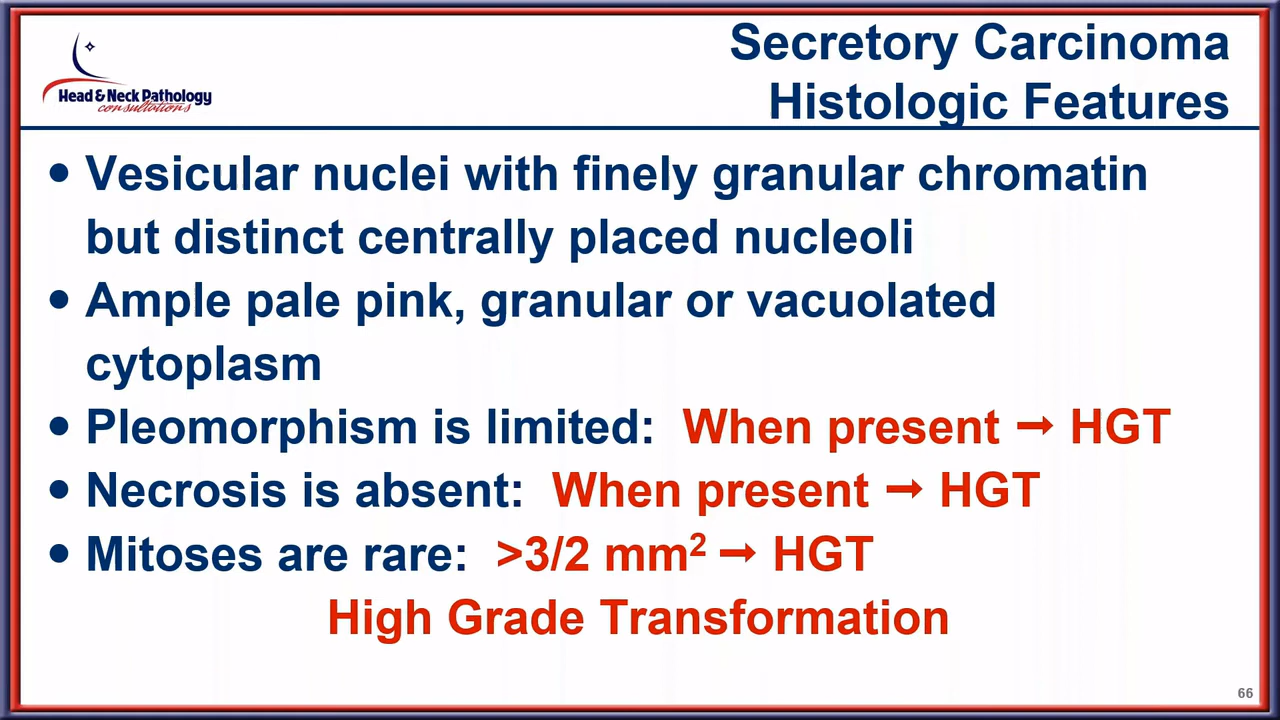 Head & Neck Pathology
consultations
Secretory Carcinoma
Histologic Features
• Vesicular nuclei with finely granular chromatin
but distinct centrally placed nucleoli
• Ample pale pink, granular or vacuolated
cytoplasm
• Pleomorphism is limited: When present → HGT
• Necrosis is absent: When present → HGT
• Mitoses are rare: >3/2 mm² → HGT
High Grade Transformation
66